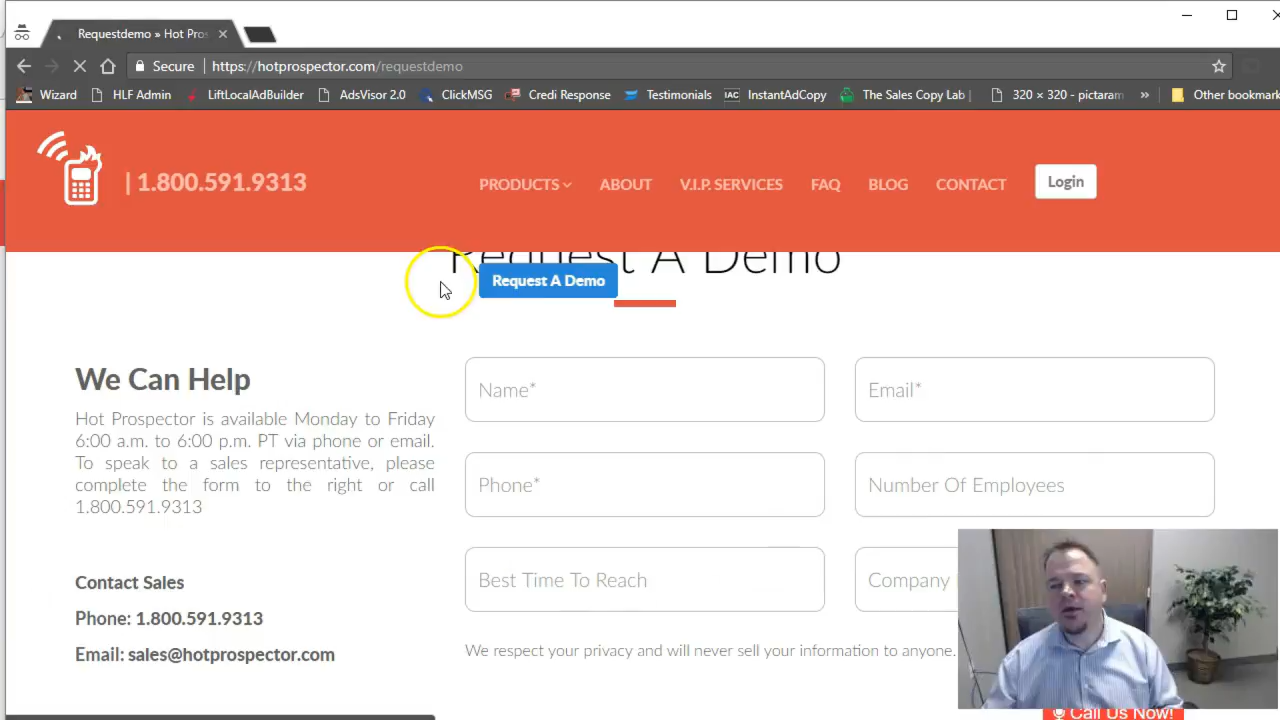 Requestdemo » Hot Pros
Secure https://hotprospector.com/requestdemo
Wizard HLF Admin LiftLocalAdBuilder AdsVisor 2.0 ClickMSG Credi Response Testimonials IAC InstantAdCopy The Sales Copy Lab | 320 × 320 - pictaram » Other bookmark
| 1.800.591.9313 PRODUCTS ABOUT V.I.P. SERVICES FAQ BLOG CONTACT Login
Request A Demo
Request A Demo
We Can Help
Hot Prospector is available Monday to Friday
6:00 a.m. to 6:00 p.m. PT via phone or email.
To speak to a sales representative, please
complete the form to the right or call
1.800.591.9313
Contact Sales
Phone: 1.800.591.9313
Email: sales@hotprospector.com
Name* Email*
Phone* Number Of Employees
Best Time To Reach Company
We respect your privacy and will never sell your information to anyone.
Call Us Now!